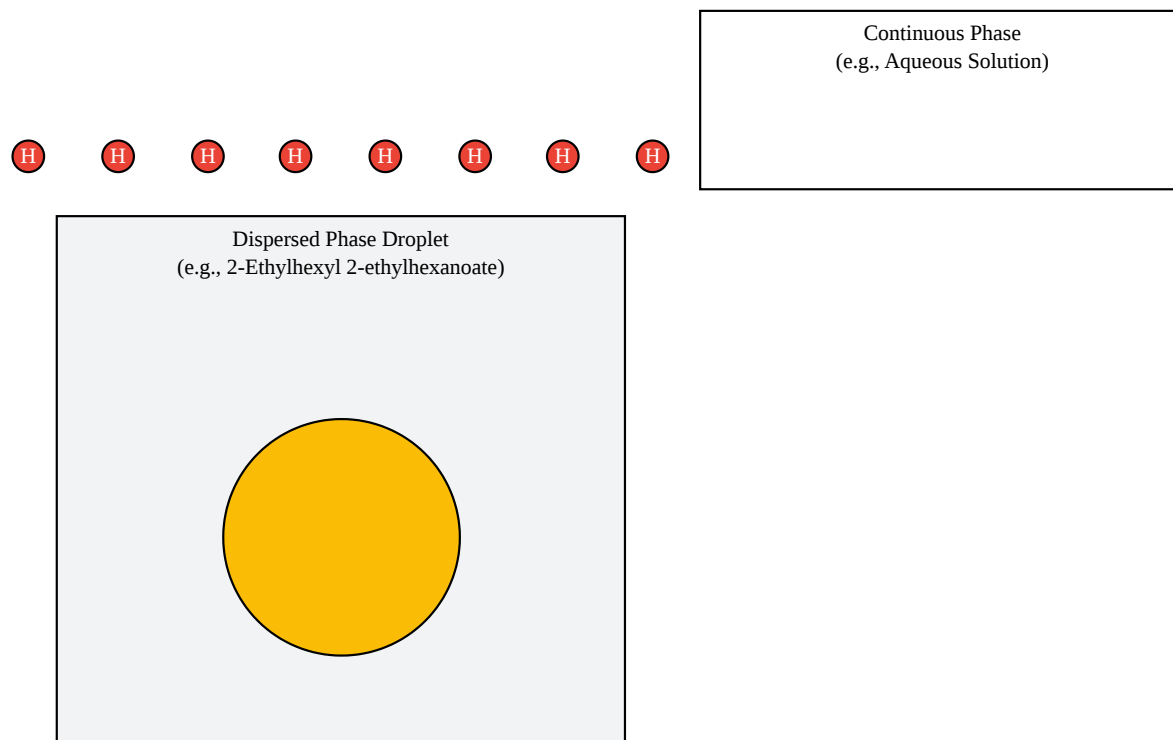 Continuous Phase
(e.g., Aqueous Solution)
H H H H H H H H
Dispersed Phase Droplet
(e.g., 2-Ethylhexyl 2-ethylhexanoate)